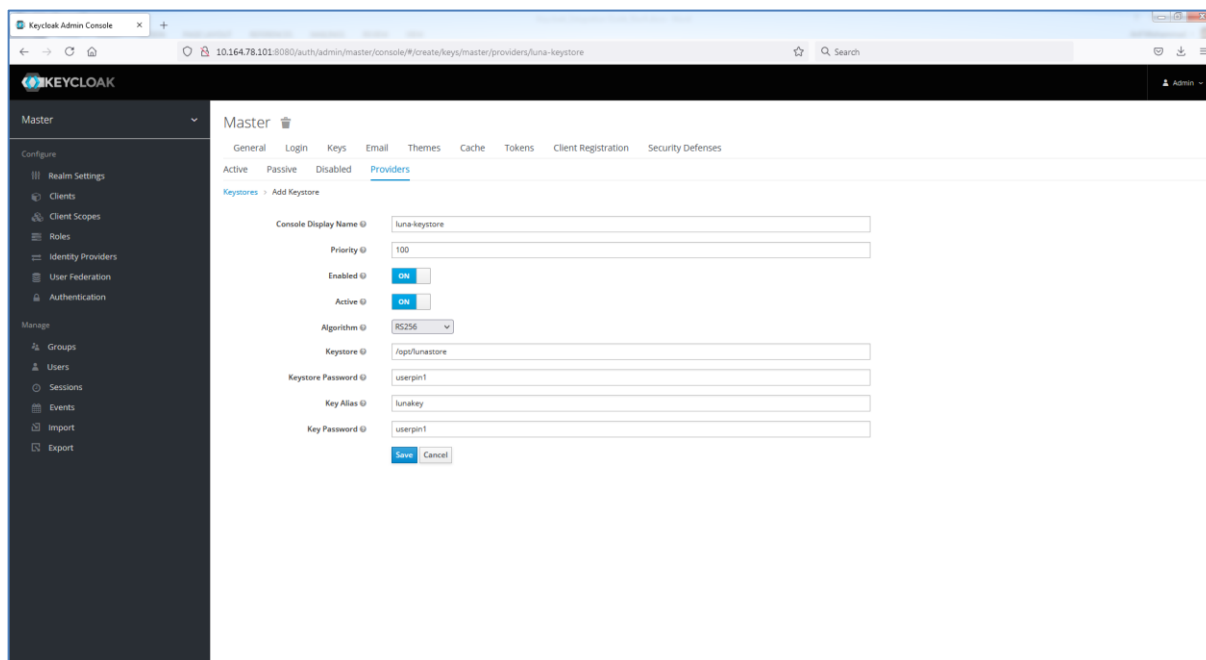 Keycloak Admin Console
10.164.78.101:8080/auth/admin/master/console/#/create/keys/master/providers/luna-keystore
Search
KEYCLOAK
Admin
Master
Configure
Realm Settings
Clients
Client Scopes
Roles
Identity Providers
User Federation
Authentication
Manage
Groups
Users
Sessions
Events
Import
Export
Master
General Login Keys Email Themes Cache Tokens Client Registration Security Defenses
Active Passive Disabled Providers
Keystores > Add Keystore
Console Display Name luna-keystore
Priority 100
Enabled ON
Active ON
Algorithm RS256
Keystore /opt/lunastore
Keystore Password userpin1
Key Alias lunakey
Key Password userpin1
Save Cancel